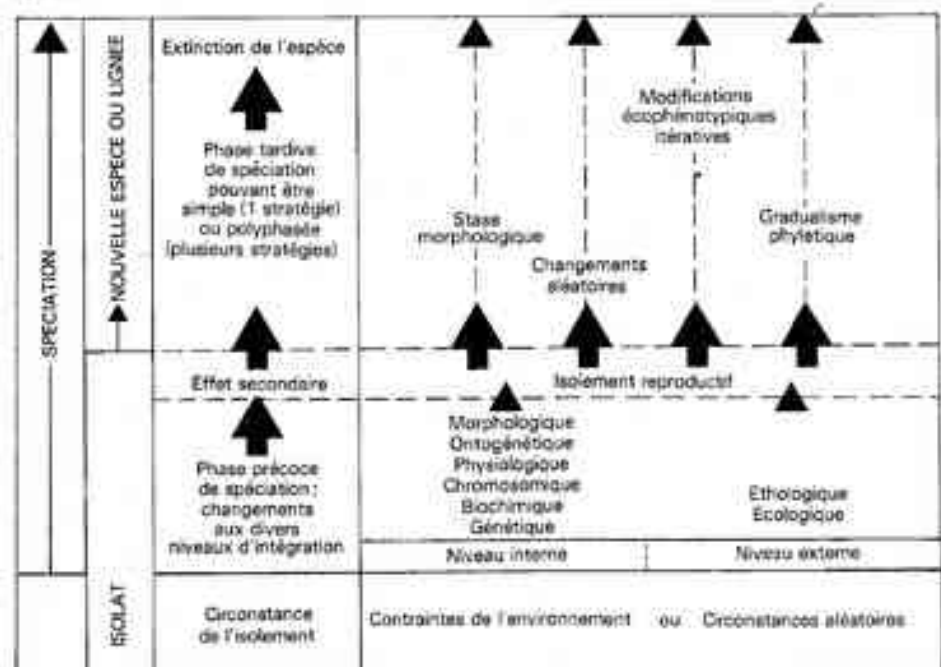 SPÉCIATION
NOUVELLE ESPÈCE OU LIGNÉE
ISOLAT
Extinction de l'espèce
Phase tardive
de spéciation
pouvant être
simple (1 stratégie)
ou polyphasée
(plusieurs stratégies)
Effet secondaire
Phase précoce
de spéciation :
changements
aux divers
niveaux d'intégration
Circonstance
de l'isolement
Stase
morphologique
Changements
aléatoires
Modifications
écophénotypiques
itératives
Gradualisme
phylétique
Isolement reproductif
Morphologique
Ontogénétique
Physiologique
Chromosomique
Biochimique
Génétique
Ethologique
Ecologique
Niveau interne
Niveau externe
Contraintes de l'environnement ou Circonstances aléatoires